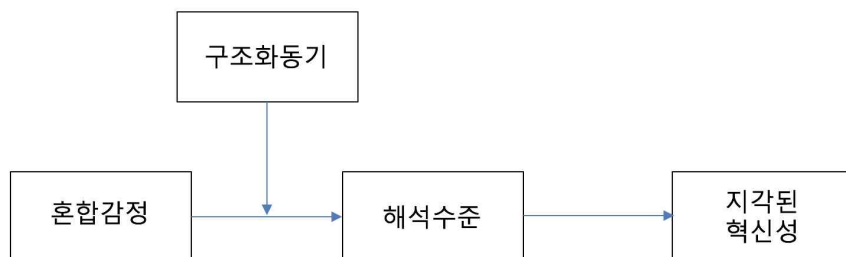 구조화동기
혼합감정
해석수준
지각된
혁신성